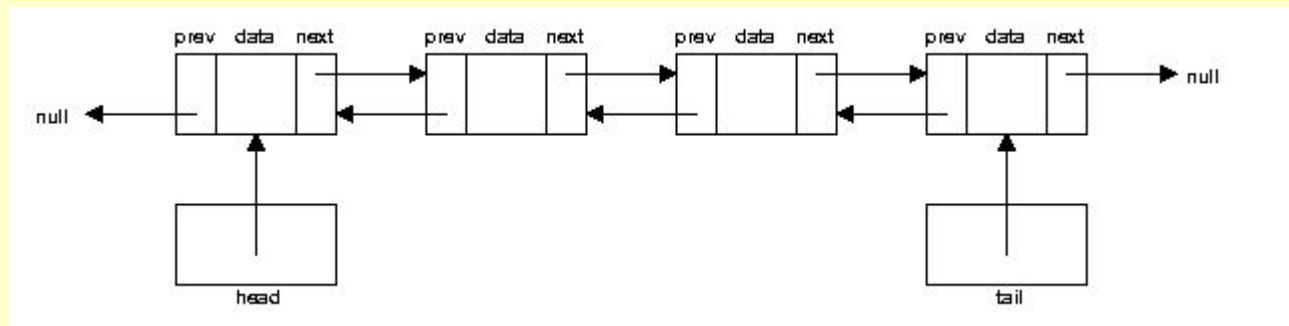 prev data next prev data next prev data next prev data next
null
null
head tail